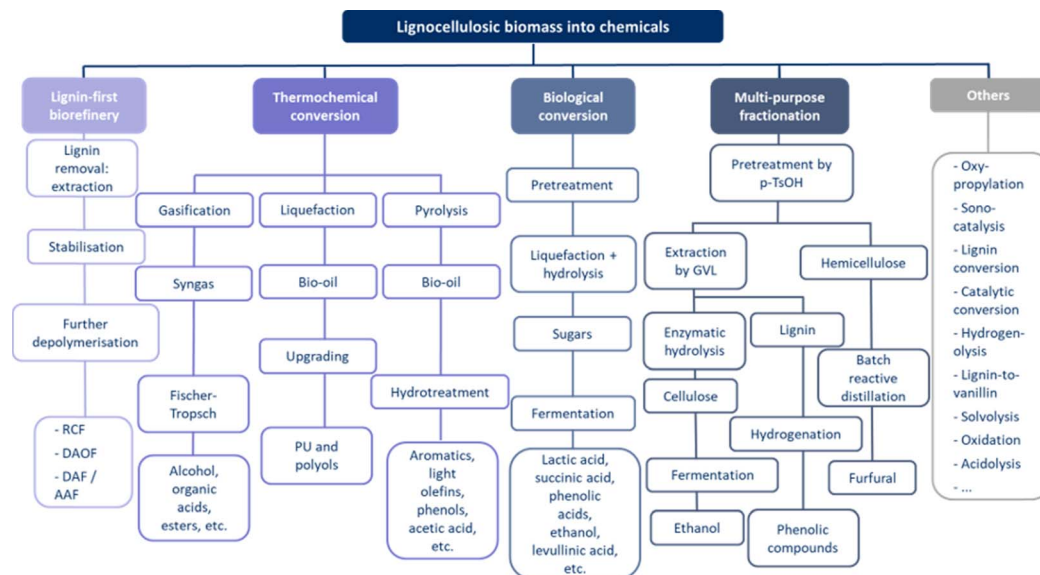 Lignocellulosic biomass into chemicals
Lignin-first
biorefinery
Lignin
removal:
extraction
Stabilisation
Further
depolymerisation
- RCF
- DAOF
- DAF /
AAF
Thermochemical
conversion
Gasification
Syngas
Fischer-
Tropsch
Alcohol,
organic
acids,
esters, etc.
Liquefaction
Bio-oil
Upgrading
PU and
polyols
Pyrolysis
Bio-oil
Hydrotreatment
Aromatics,
light
olefins,
phenols,
acetic acid,
etc.
Biological
conversion
Pretreatment
Liquefaction +
hydrolysis
Sugars
Fermentation
Lactic acid,
succinic acid,
phenolic
acids,
ethanol,
levullinic acid,
etc.
Multi-purpose
fractionation
Pretreatment by
p-TsOH
Extraction
by GVL
Enzymatic
hydrolysis
Cellulose
Fermentation
Ethanol
Lignin
Hydrogenation
Phenolic
compounds
Hemicellulose
Batch
reactive
distillation
Furfural
Others
- Oxy-
propylation
- Sono-
catalysis
- Lignin
conversion
- Catalytic
conversion
- Hydrogen-
olysis
- Lignin-to-
vanillin
- Solvolysis
- Oxidation
- Acidolysis
- ...